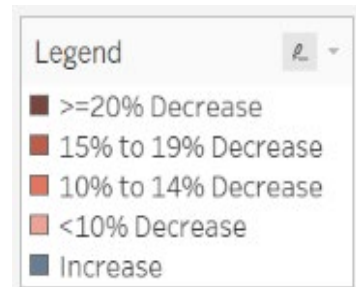 Legend
>=20% Decrease
15% to 19% Decrease
10% to 14% Decrease
<10% Decrease
Increase